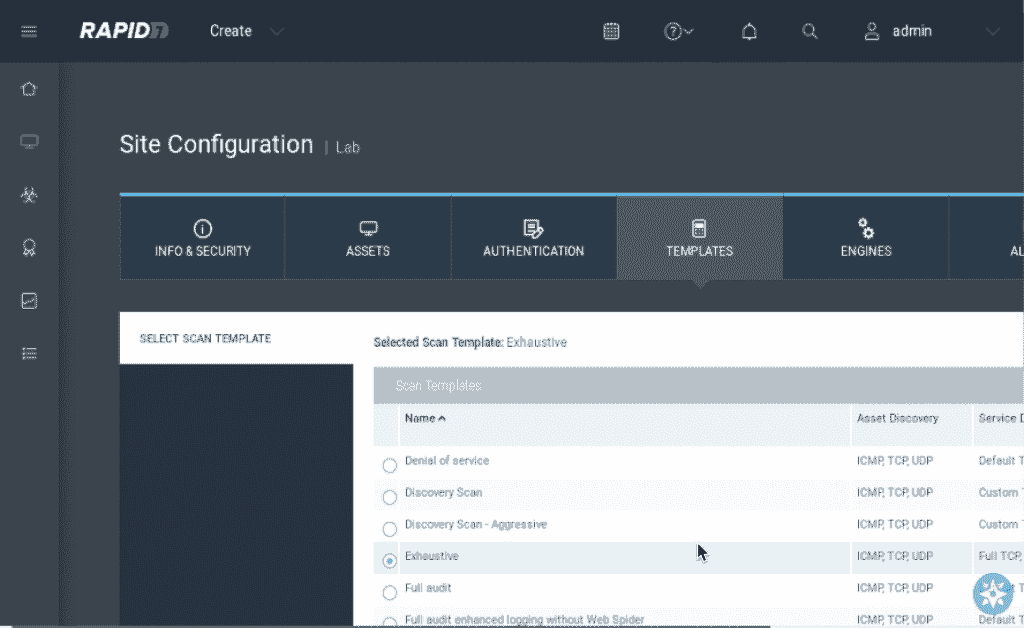 RAPID7 Create admin
Site Configuration | Lab
INFO & SECURITY ASSETS AUTHENTICATION TEMPLATES ENGINES AL
SELECT SCAN TEMPLATE
Selected Scan Template: Exhaustive
Scan Templates
Name Asset Discovery Service D
Denial of service ICMP, TCP, UDP Default T
Discovery Scan ICMP, TCP, UDP Custom T
Discovery Scan - Aggressive ICMP, TCP, UDP Custom T
Exhaustive ICMP, TCP, UDP Full TCP,
Full audit ICMP, TCP, UDP
Full audit enhanced logging without Web Spider ICMP, TCP, UDP Default T